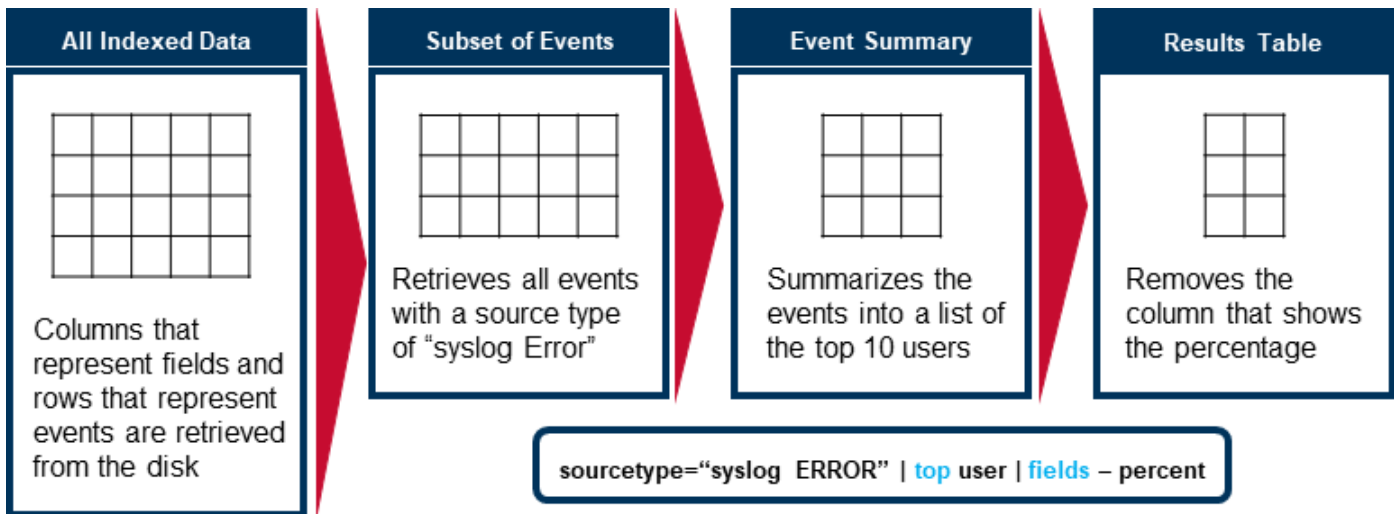 All Indexed Data
Columns that
represent fields and
rows that represent
events are retrieved
from the disk
Subset of Events
Retrieves all events
with a source type
of “syslog Error”
Event Summary
Summarizes the
events into a list of
the top 10 users
Results Table
Removes the
column that shows
the percentage
sourcetype=“syslog ERROR” | top user | fields – percent